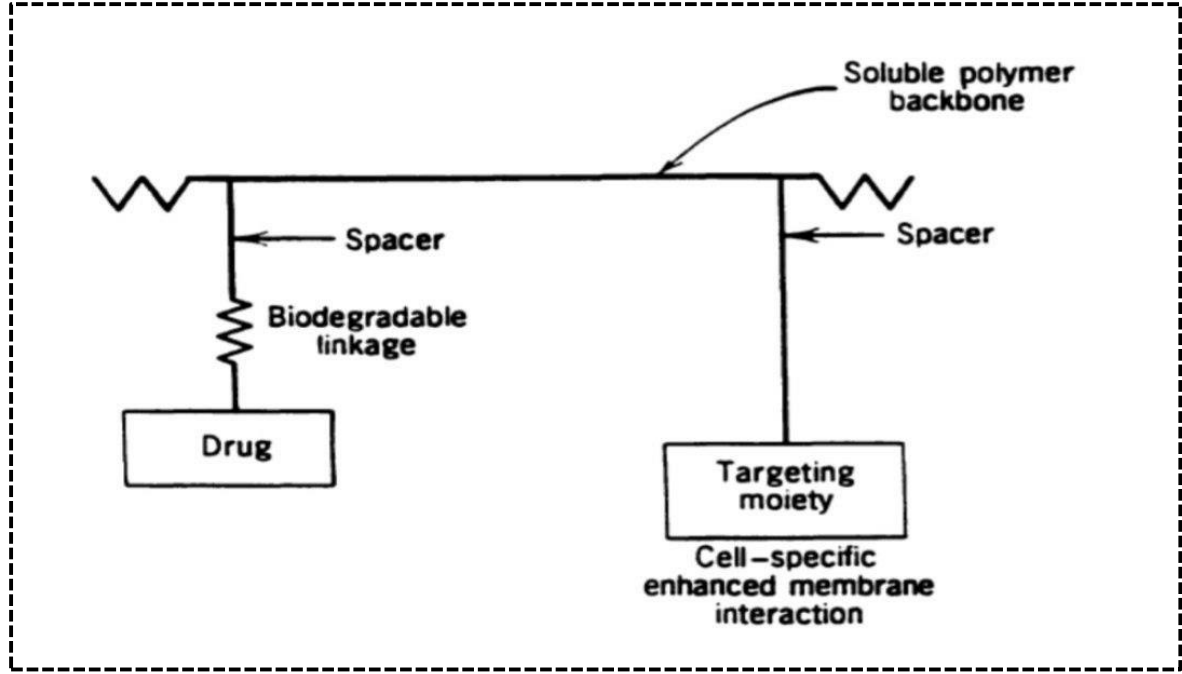 Soluble polymer
backbone
Spacer
Spacer
Biodegradable
linkage
Drug
Targeting
moiety
Cell-specific
enhanced membrane
interaction